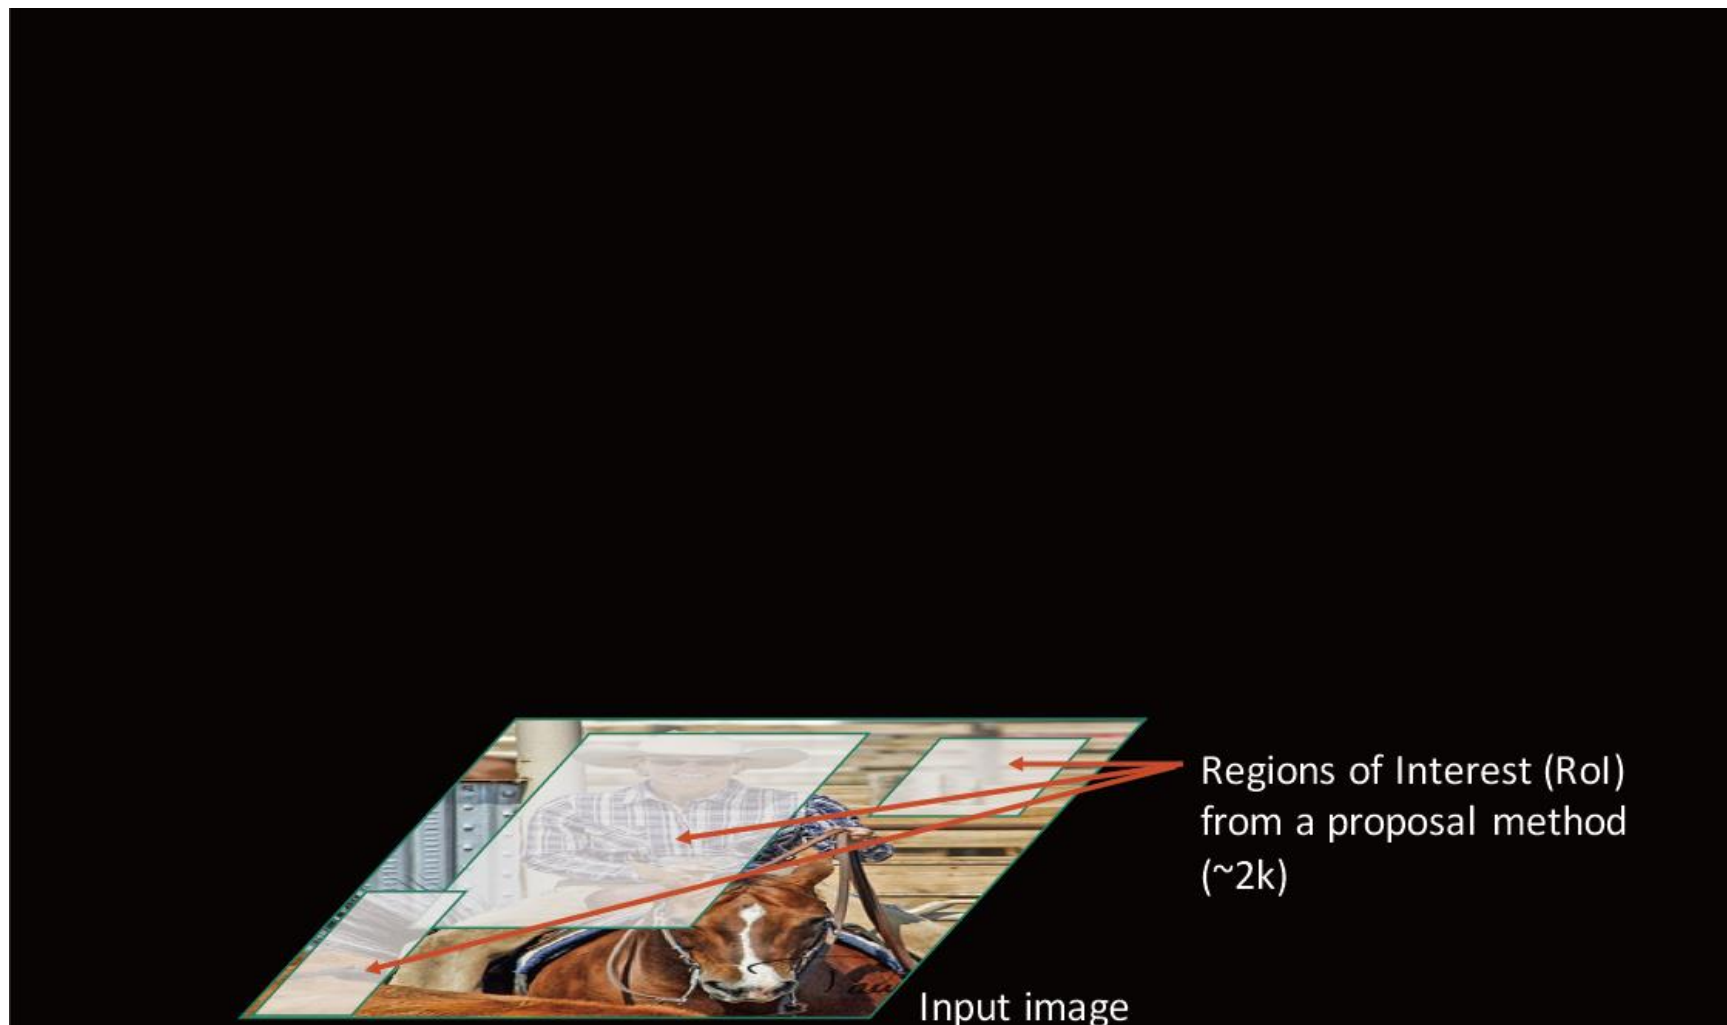 Regions of Interest (RoI)
from a proposal method
(~2k)
Input image